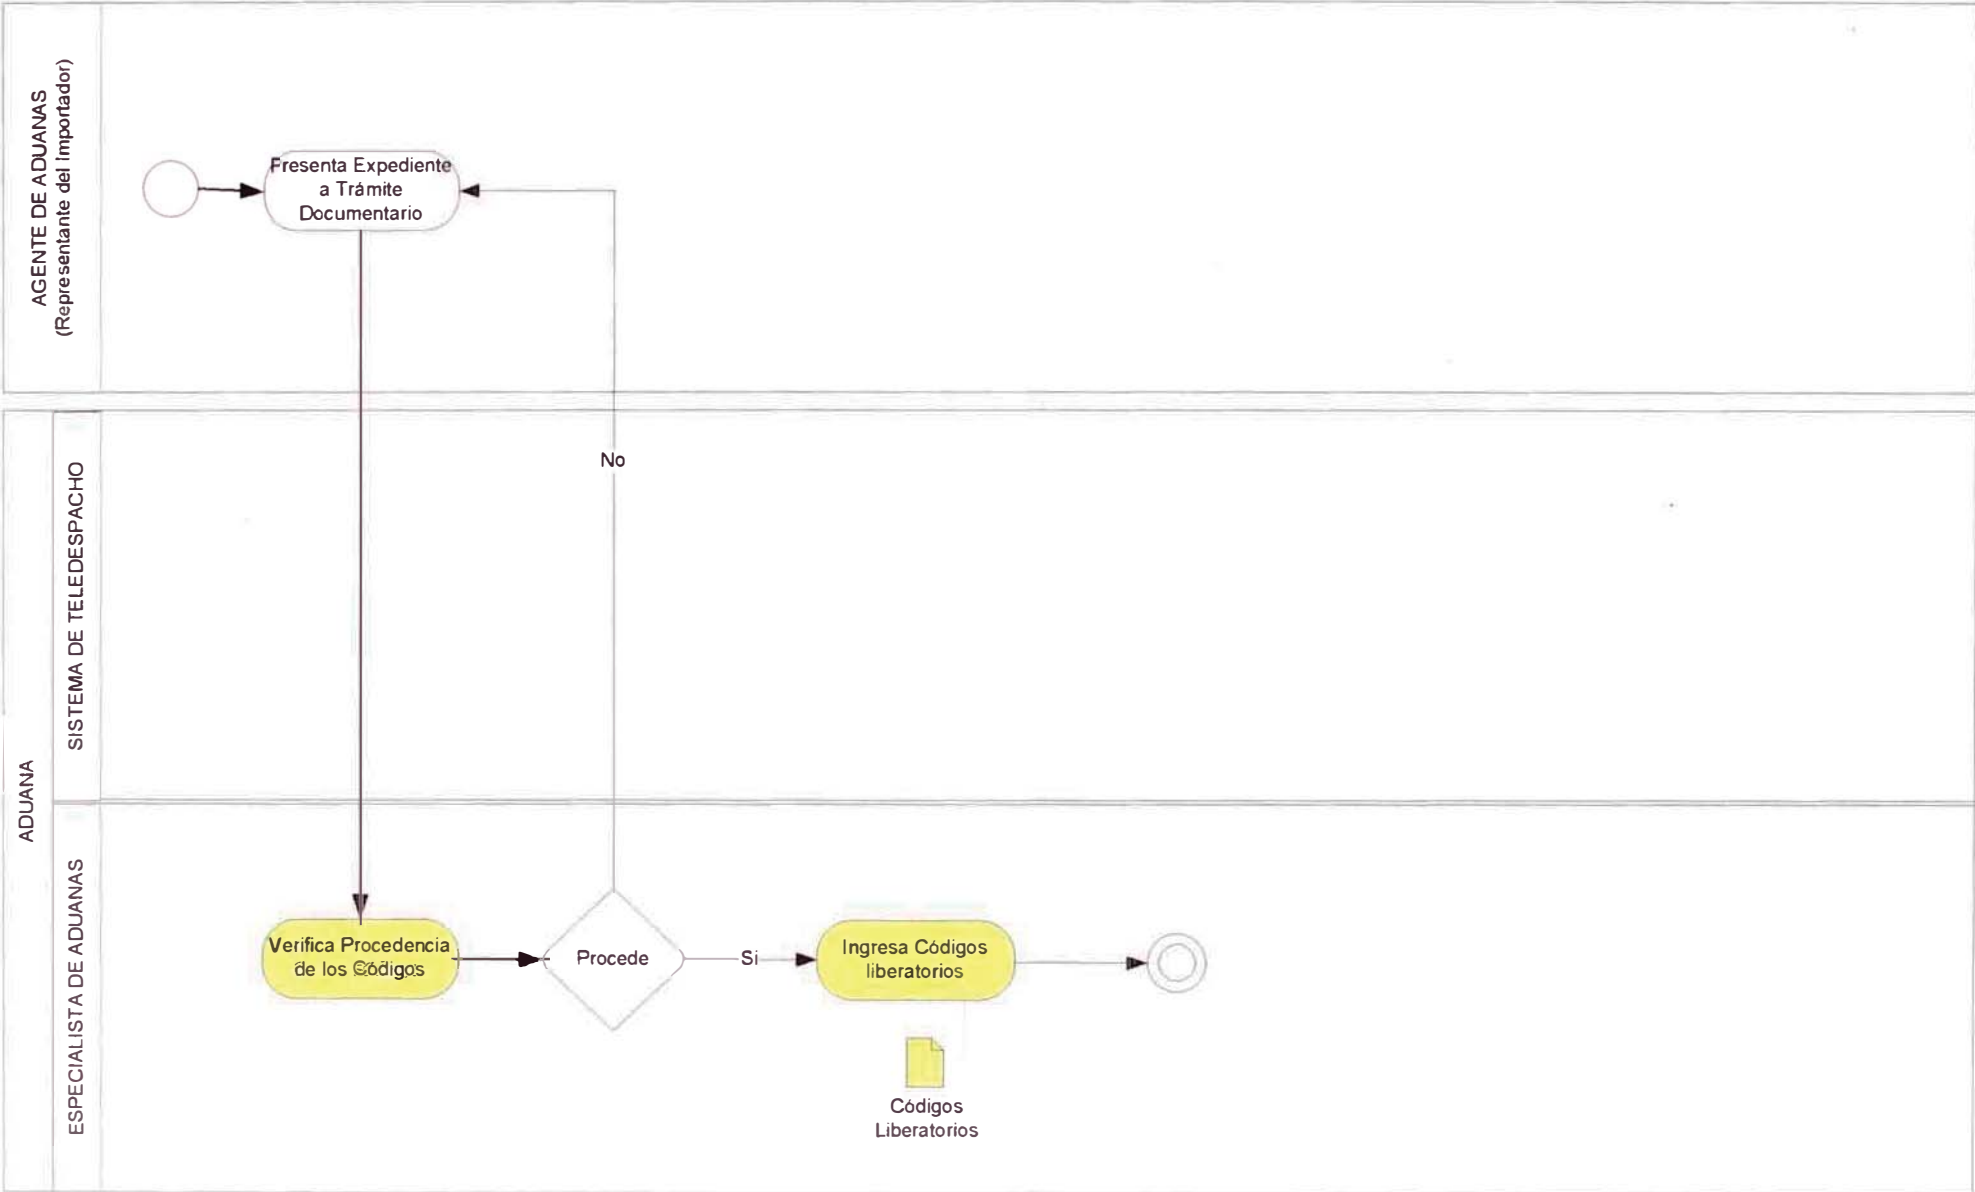 AGENTE DE ADUANAS
(Representante del Importador)
Presenta Expediente
a Trámite
Documentario
No
ADUANA
SISTEMA DE TELEDESPACHO
ESPECIALISTA DE ADUANAS
Verifica Procedencia
de los Códigos
Procede
Si
Ingresa Códigos
liberatorios
Códigos
Liberatorios